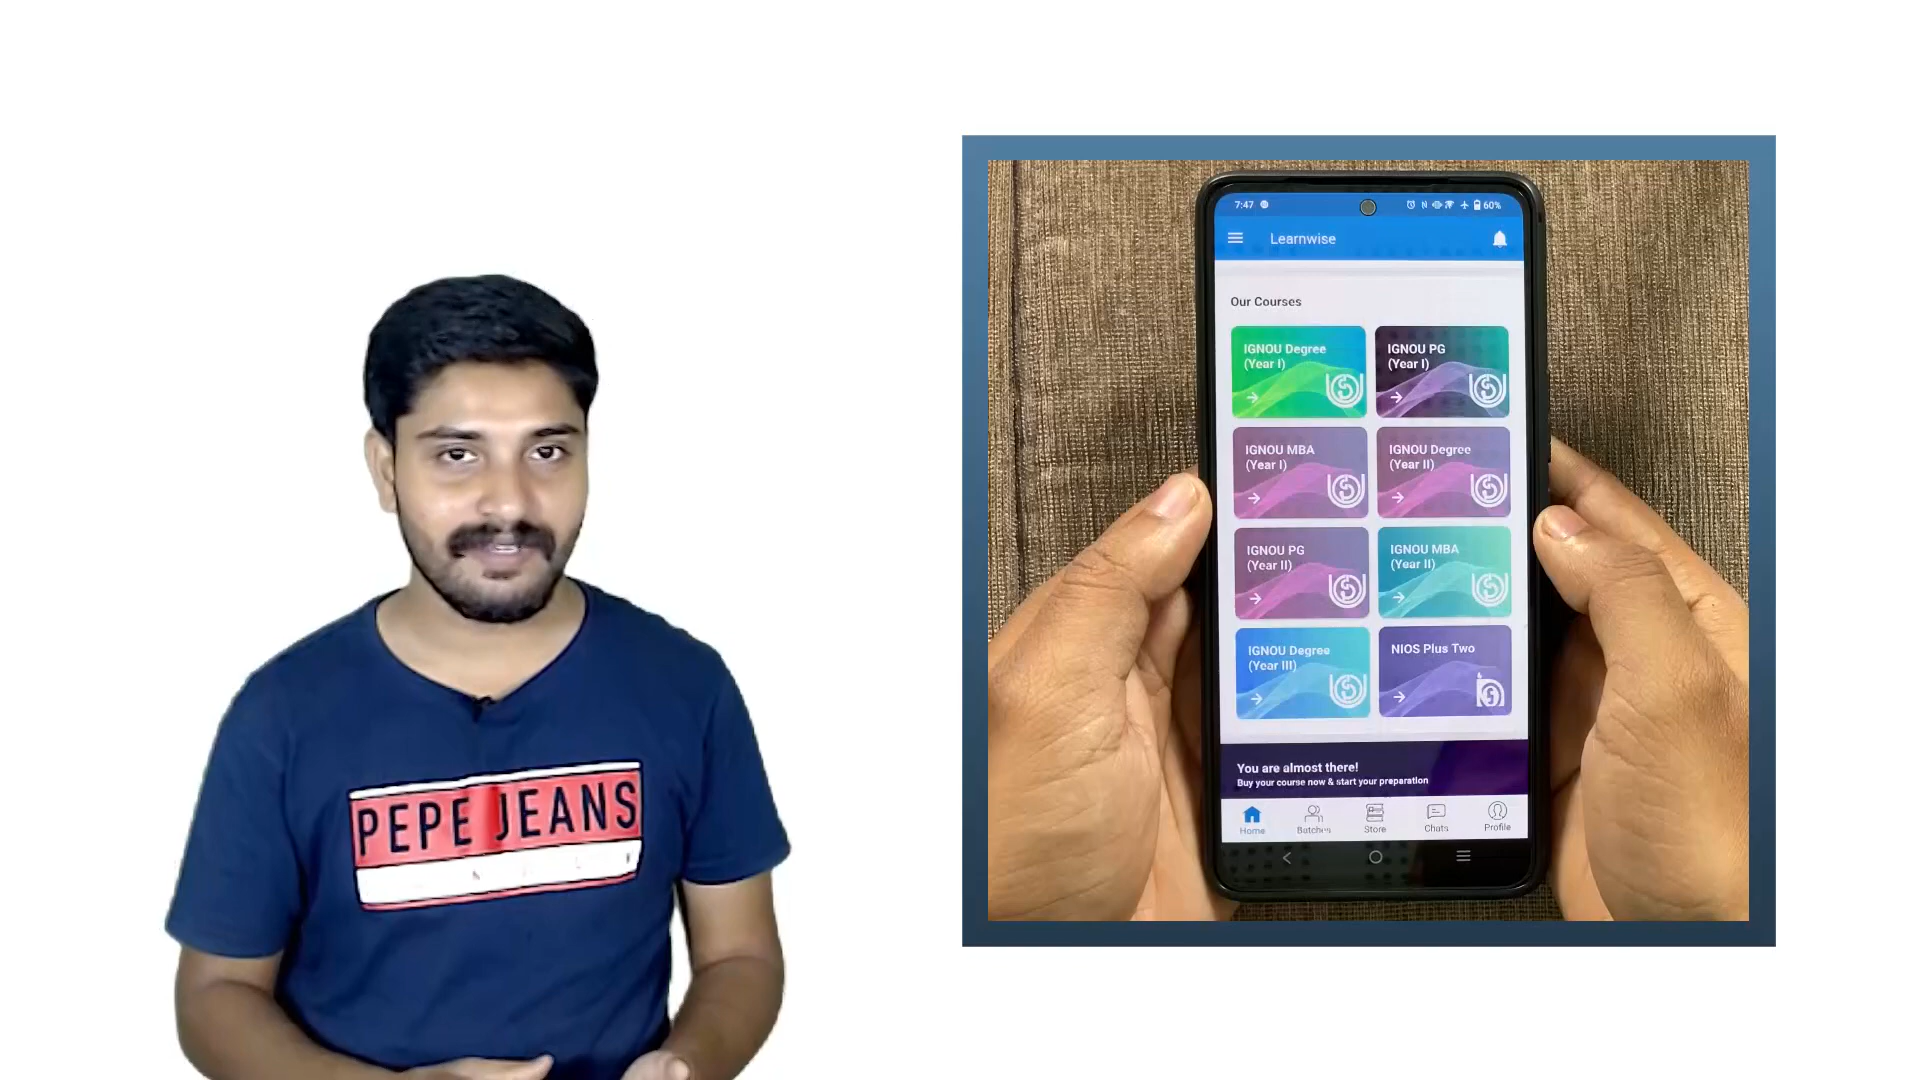 PEPE JEANS
7:47
60%
Learnwise
Our Courses
IGNOU Degree
(Year I)
IGNOU PG
(Year I)
IGNOU MBA
(Year I)
IGNOU Degree
(Year II)
IGNOU PG
(Year II)
IGNOU MBA
(Year II)
IGNOU Degree
(Year III)
NIOS Plus Two
You are almost there!
Buy your course now & start your preparation
Home
Batches
Store
Chats
Profile